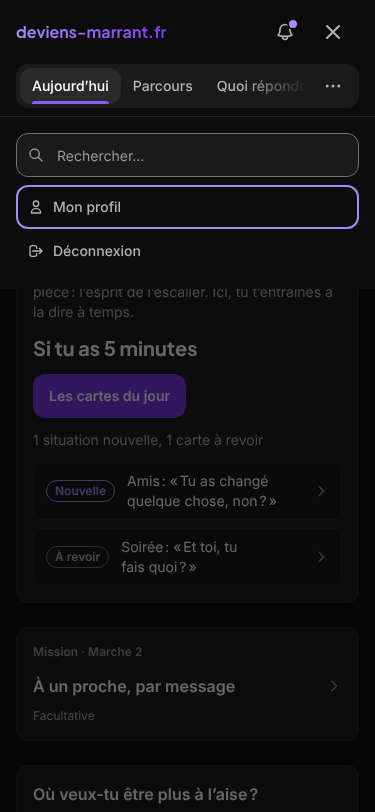 deviens-marrant.fr
Aujourd’hui
Parcours
Quoi répondr
Rechercher…
Mon profil
Déconnexion
pièce : l’esprit de l’escalier. Ici, tu t’entraînes à
la dire à temps.
Si tu as 5 minutes
Les cartes du jour
1 situation nouvelle, 1 carte à revoir
Nouvelle
Amis : « Tu as changé
quelque chose, non ? »
À revoir
Soirée : « Et toi, tu
fais quoi ? »
Mission · Marche 2
À un proche, par message
Facultative
Où veux-tu être plus à l’aise ?